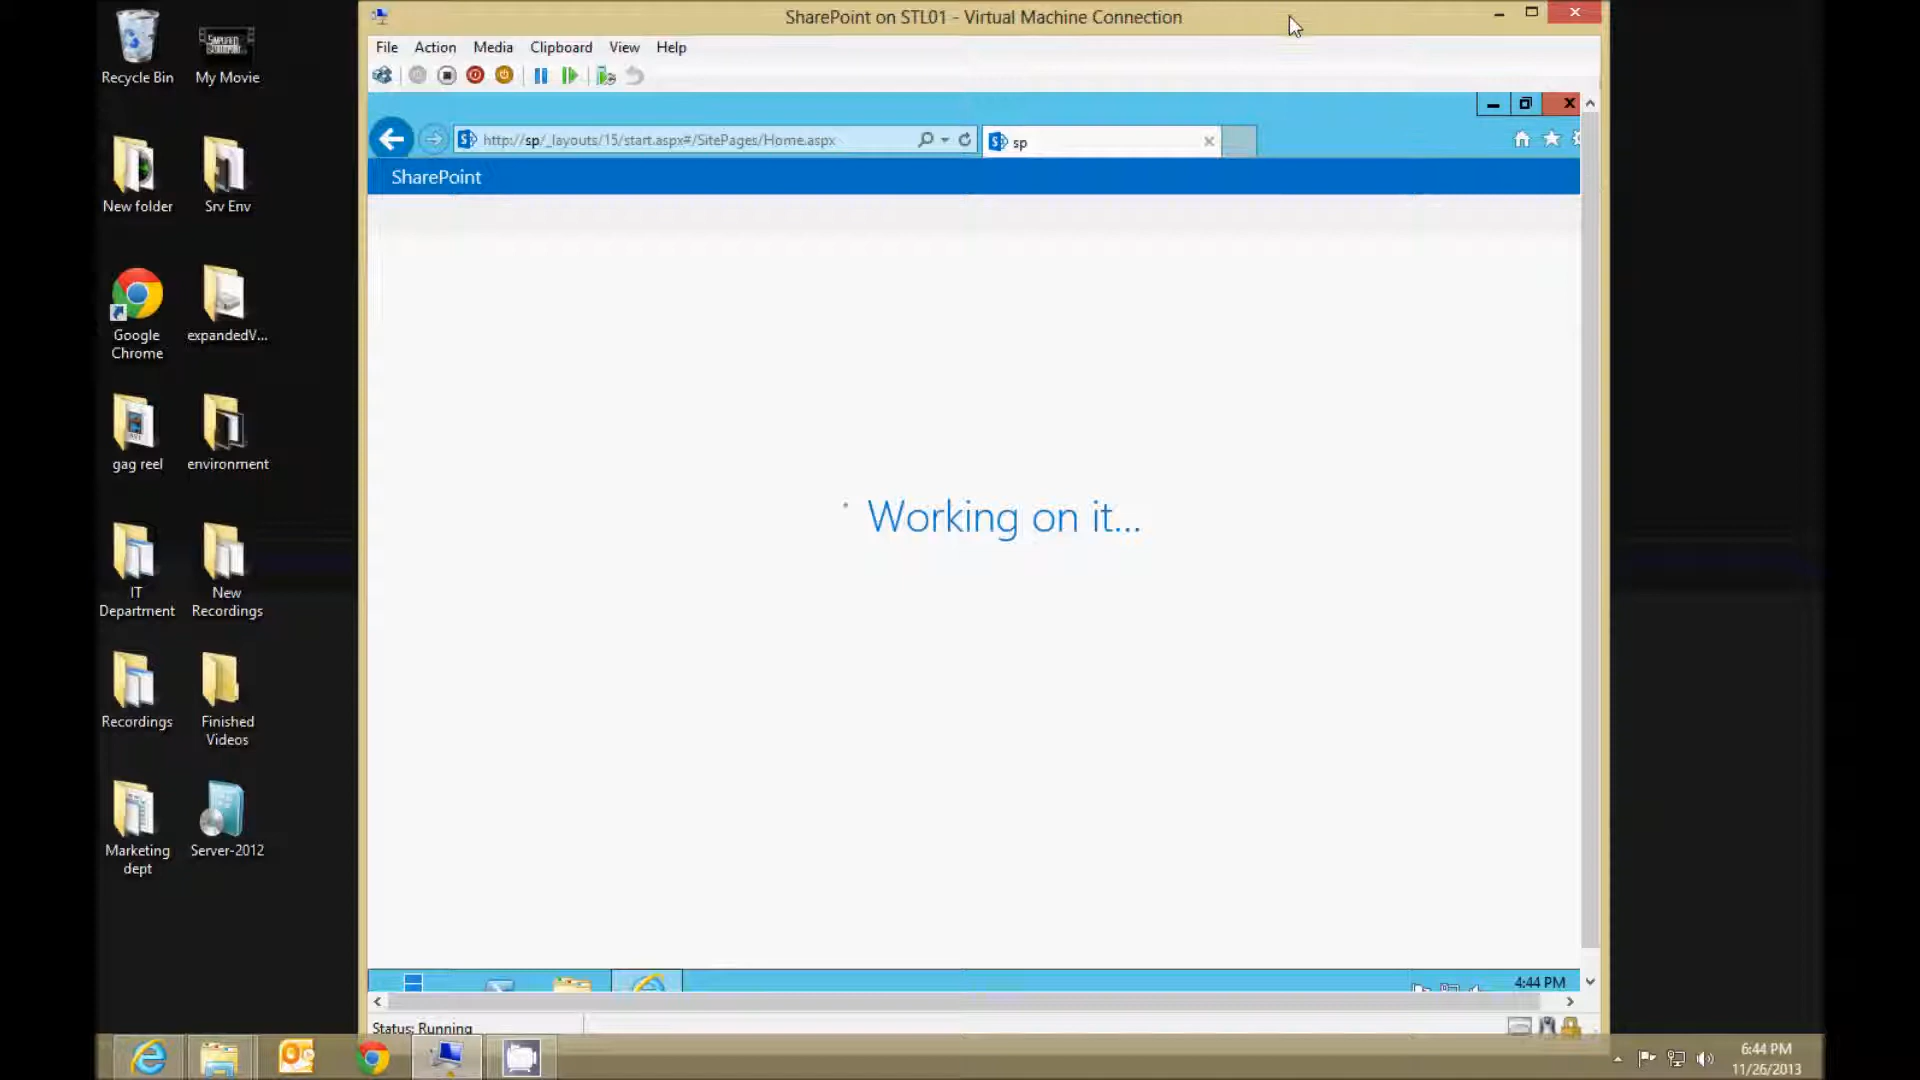 SharePoint on STL01 - Virtual Machine Connection
File Action Media Clipboard View Help
http://sp/_layouts/15/start.aspx#/SitePages/Home.aspx
sp
SharePoint
Working on it...
4:44 PM
Status: Running
Recycle Bin
My Movie
New folder
Srv Env
Google
Chrome
expandedV...
gag reel
environment
IT
Department
New
Recordings
Recordings
Finished
Videos
Marketing
dept
Server-2012
6:44 PM
11/26/2013